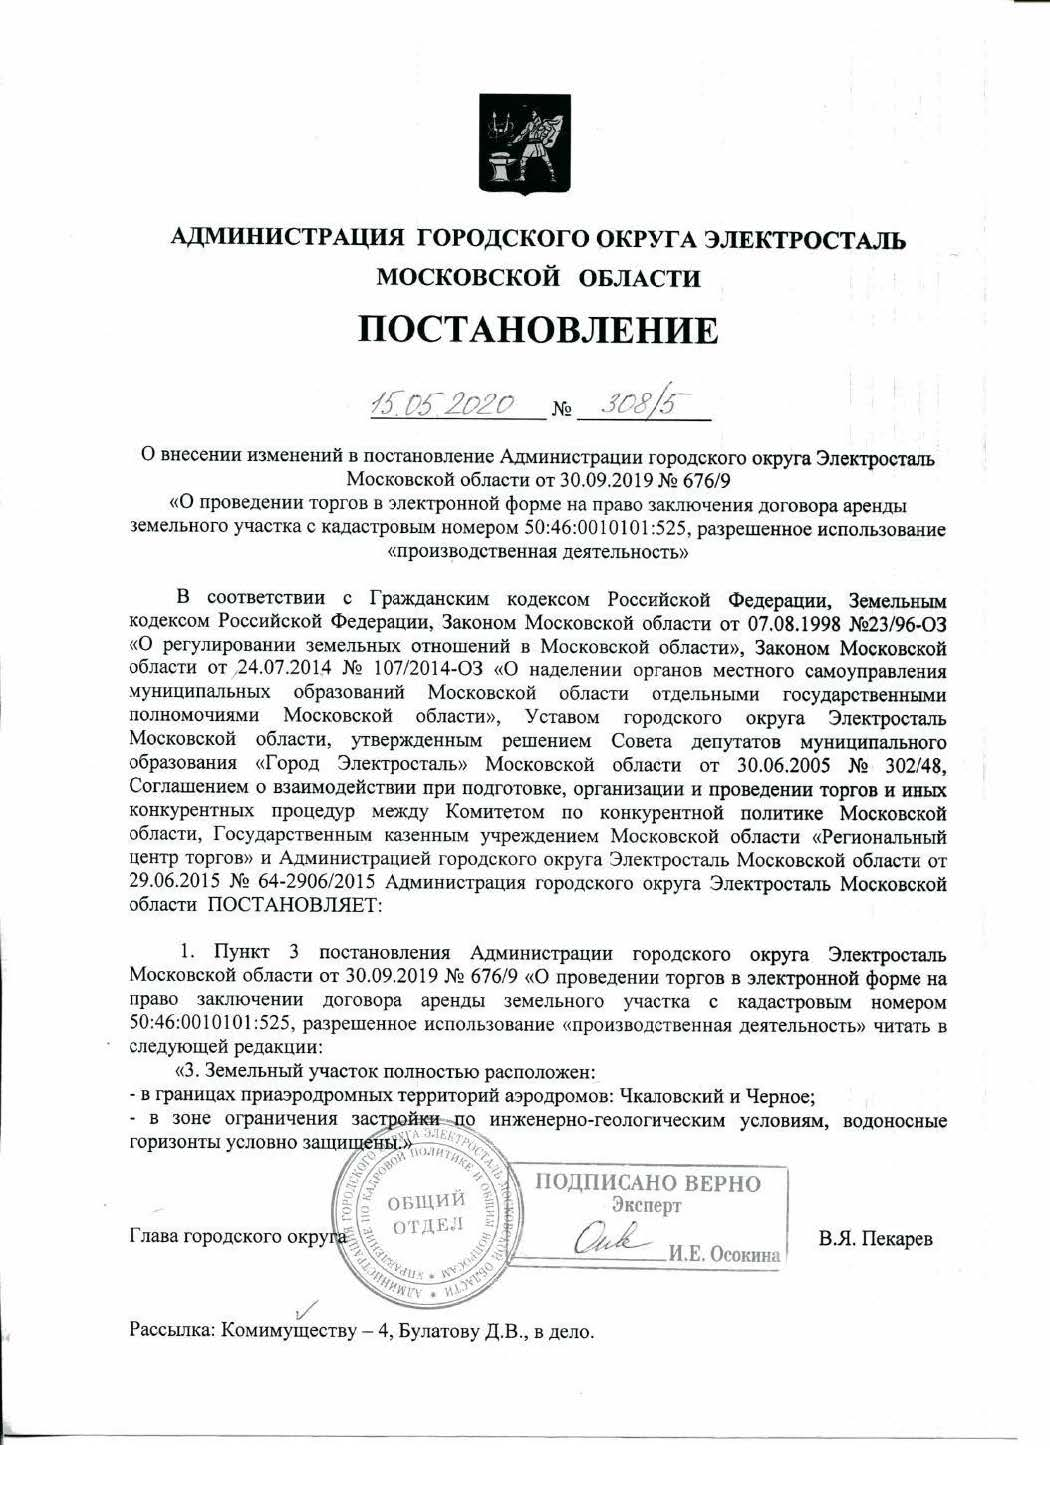 АДМИНИСТРАЦИЯ ГОРОДСКОГО ОКРУГА ЭЛЕКТРОСТАЛЬ
МОСКОВСКОЙ ОБЛАСТИ
ПОСТАНОВЛЕНИЕ
15.05.2020 № 308/5
О внесении изменений в постановление Администрации городского округа Электросталь
Московской области от 30.09.2019 № 676/9
«О проведении торгов в электронной форме на право заключения договора аренды
земельного участка с кадастровым номером 50:46:0010101:525, разрешенное использование
«производственная деятельность»
В соответствии с Гражданским кодексом Российской Федерации, Земельным
кодексом Российской Федерации, Законом Московской области от 07.08.1998 №23/96-ОЗ
«О регулировании земельных отношений в Московской области», Законом Московской
области от 24.07.2014 № 107/2014-ОЗ «О наделении органов местного самоуправления
муниципальных образований Московской области отдельными государственными
полномочиями Московской области», Уставом городского округа Электросталь
Московской области, утвержденным решением Совета депутатов муниципального
образования «Город Электросталь» Московской области от 30.06.2005 № 302/48,
Соглашением о взаимодействии при подготовке, организации и проведении торгов и иных
конкурентных процедур между Комитетом по конкурентной политике Московской
области, Государственным казенным учреждением Московской области «Региональный
центр торгов» и Администрацией городского округа Электросталь Московской области от
29.06.2015 № 64-2906/2015 Администрация городского округа Электросталь Московской
области ПОСТАНОВЛЯЕТ:
1. Пункт 3 постановления Администрации городского округа Электросталь
Московской области от 30.09.2019 № 676/9 «О проведении торгов в электронной форме на
право заключении договора аренды земельного участка с кадастровым номером
50:46:0010101:525, разрешенное использование «производственная деятельность» читать в
следующей редакции:
«3. Земельный участок полностью расположен:
- в границах приаэродромных территорий аэродромов: Чкаловский и Черное;
- в зоне ограничения застройки по инженерно-геологическим условиям, водоносные
горизонты условно защищены.»
АДМИНИСТРАЦИЯ ГОРОДСКОГО ОКРУГА ЭЛЕКТРОСТАЛЬ МОСКОВСКОЙ ОБЛАСТИ
УПРАВЛЕНИЕ ПО КАДРОВОЙ ПОЛИТИКЕ И ОБЩИМ ВОПРОСАМ
ОБЩИЙ
ОТДЕЛ
ПОДПИСАНО ВЕРНО
Эксперт
И.Е. Осокина
Глава городского округа В.Я. Пекарев
Рассылка: Комимуществу – 4, Булатову Д.В., в дело.